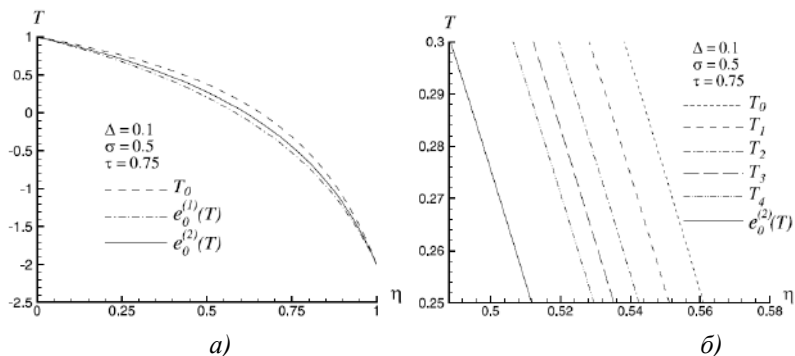 T
1
0.5
0
-0.5
-1
-1.5
-2
-2.5
0
0.25
0.5
0.75
1
η
Δ = 0.1
σ = 0.5
τ = 0.75
T₀
e₀⁽¹⁾(T)
e₀⁽²⁾(T)
а)
T
0,3
0.29
0.28
0.27
0.26
0.25
0.5
0.52
0.54
0.56
0.58
η
Δ = 0.1
σ = 0.5
τ = 0.75
T₀
T₁
T₂
T₃
T₄
e₀⁽²⁾(T)
б)